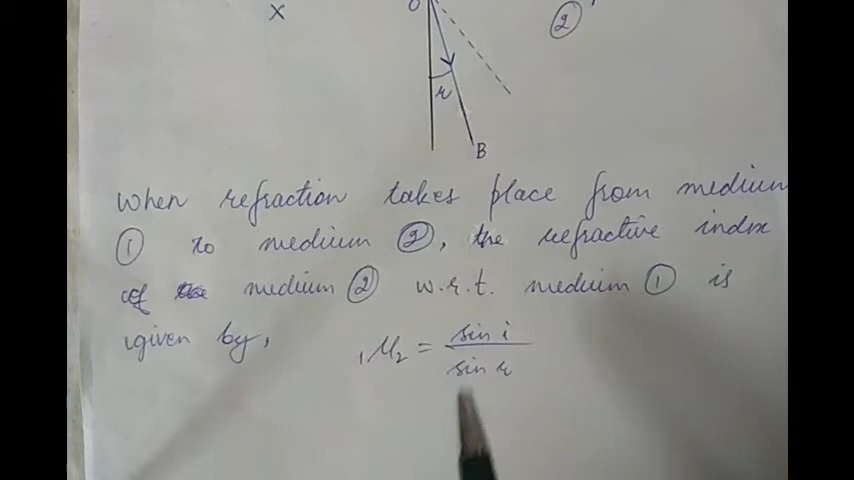 X
O
②
r
B
When refraction takes place from medium
① to medium ②, the refractive index
of medium ② w.r.t. medium ① is
given by,
₁μ₂ = sin i
sin r